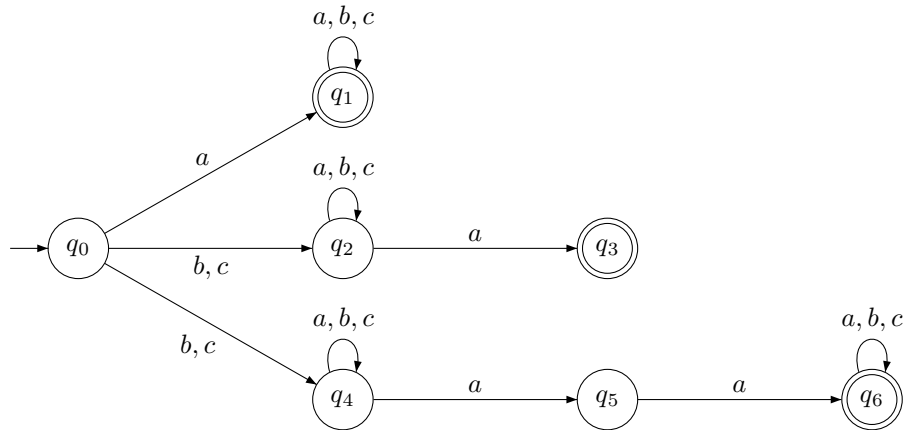 a, b, c
q1
a
a, b, c
q0
b, c
q2
a
q3
b, c
a, b, c
q4
a
q5
a
a, b, c
q6